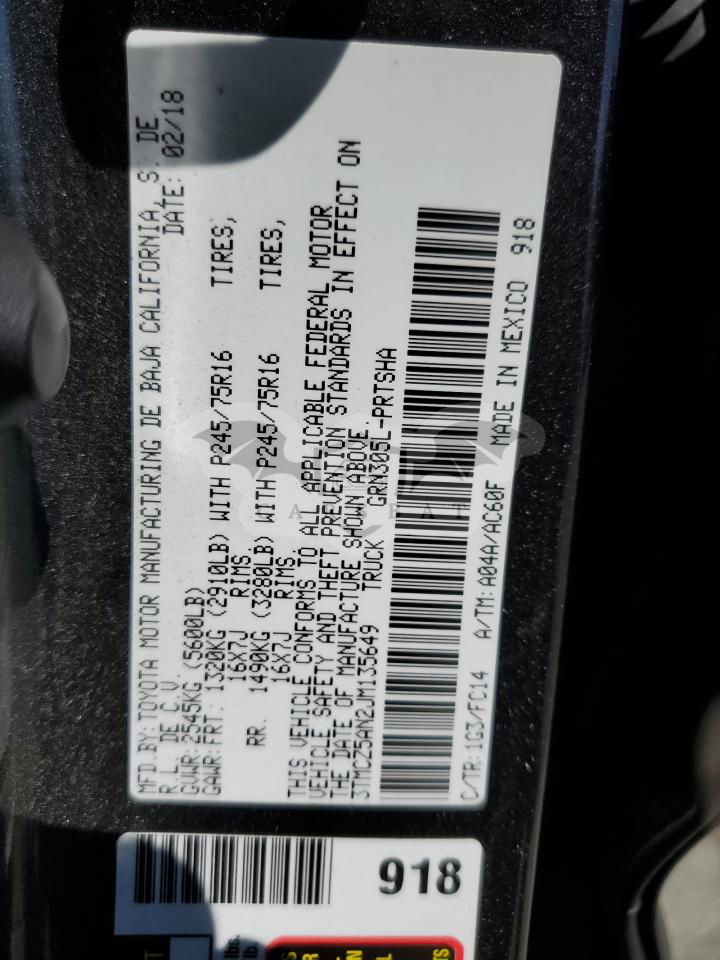 MFD.BY:TOYOTA MOTOR MANUFACTURING DE BAJA CALIFORNIA, S. DE
R.L. DE C.V. DATE: 02/18
GVWR:2545KG (5600LB)
GAWR:FRT: 1320KG (2910LB) WITH P245/75R16 TIRES,
16X7J RIMS.
RR. 1490KG (3280LB) WITH P245/75R16 TIRES,
16X7J RIMS.
THIS VEHICLE CONFORMS TO ALL APPLICABLE FEDERAL MOTOR
VEHICLE SAFETY AND THEFT PREVENTION STANDARDS IN EFFECT ON
THE DATE OF MANUFACTURE SHOWN ABOVE.
3TMCZ5AN2JM135649 TRUCK GRN305L-PRTSHA
C/TR:1G3/FC14 A/TM:A04A/AC60F MADE IN MEXICO 918
918
lbs.
lb